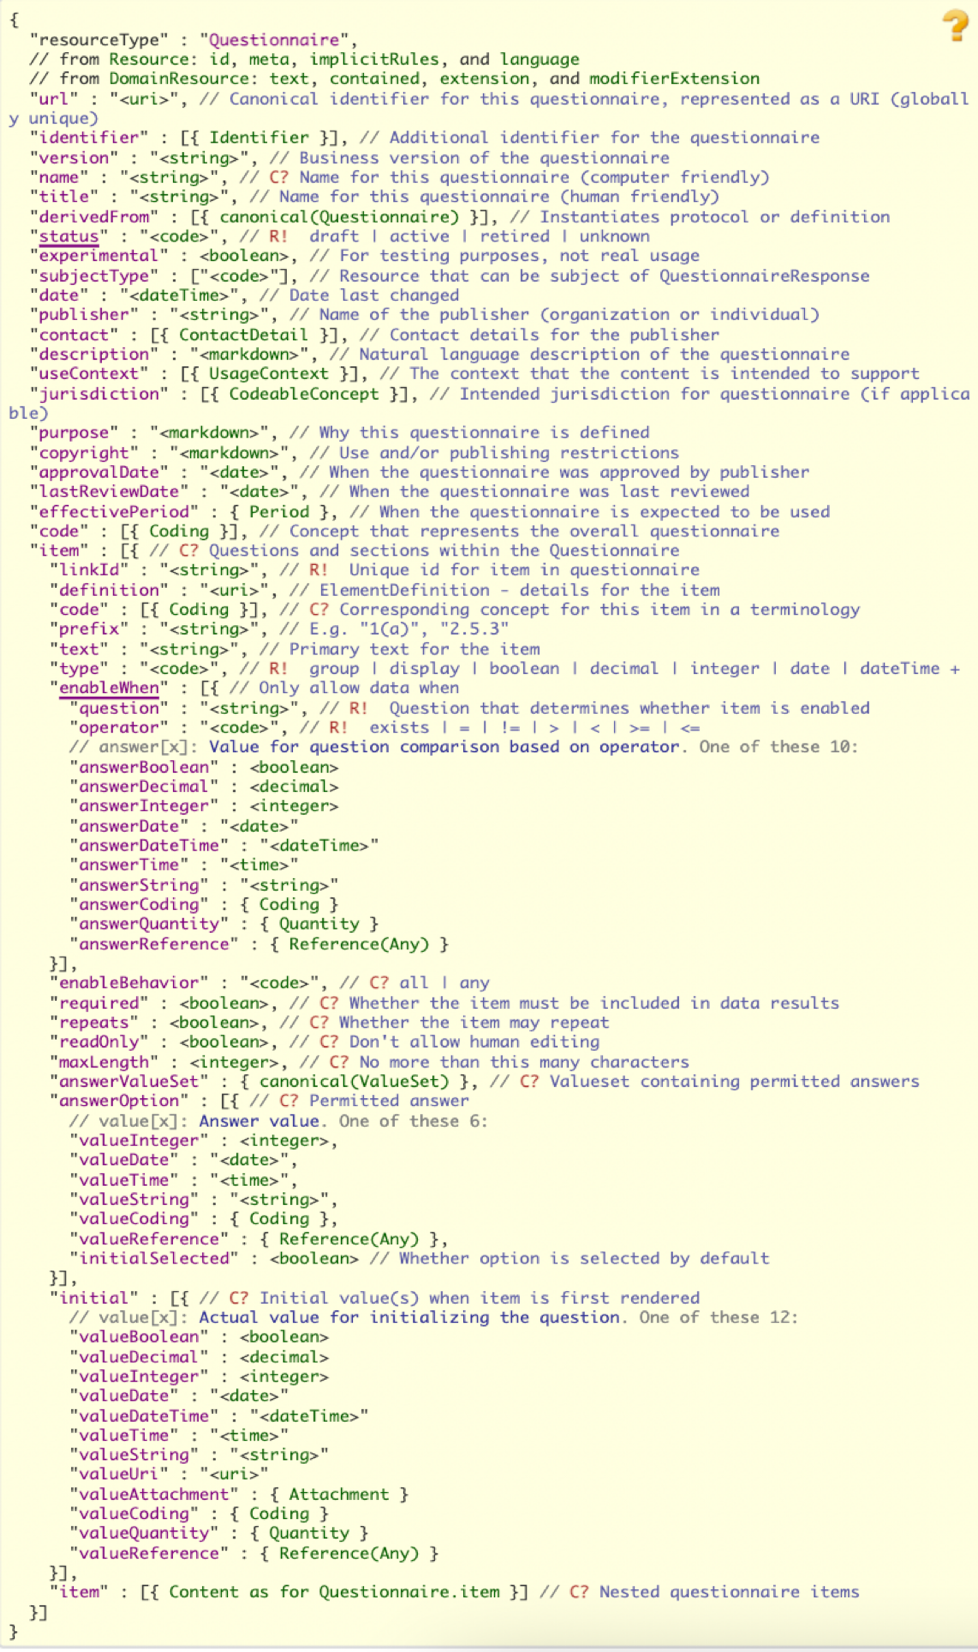 {
"resourceType" : "Questionnaire",
// from Resource: id, meta, implicitRules, and language
// from DomainResource: text, contained, extension, and modifierExtension
"url" : "<uri>", // Canonical identifier for this questionnaire, represented as a URI (globall
y unique)
"identifier" : [{ Identifier }], // Additional identifier for the questionnaire
"version" : "<string>", // Business version of the questionnaire
"name" : "<string>", // C? Name for this questionnaire (computer friendly)
"title" : "<string>", // Name for this questionnaire (human friendly)
"derivedFrom" : [{ canonical(Questionnaire) }], // Instantiates protocol or definition
"status" : "<code>", // R!  draft | active | retired | unknown
"experimental" : <boolean>, // For testing purposes, not real usage
"subjectType" : ["<code>"], // Resource that can be subject of QuestionnaireResponse
"date" : "<dateTime>", // Date last changed
"publisher" : "<string>", // Name of the publisher (organization or individual)
"contact" : [{ ContactDetail }], // Contact details for the publisher
"description" : "<markdown>", // Natural language description of the questionnaire
"useContext" : [{ UsageContext }], // The context that the content is intended to support
"jurisdiction" : [{ CodeableConcept }], // Intended jurisdiction for questionnaire (if applica
ble)
"purpose" : "<markdown>", // Why this questionnaire is defined
"copyright" : "<markdown>", // Use and/or publishing restrictions
"approvalDate" : "<date>", // When the questionnaire was approved by publisher
"lastReviewDate" : "<date>", // When the questionnaire was last reviewed
"effectivePeriod" : { Period }, // When the questionnaire is expected to be used
"code" : [{ Coding }], // Concept that represents the overall questionnaire
"item" : [{ // C? Questions and sections within the Questionnaire
"linkId" : "<string>", // R!  Unique id for item in questionnaire
"definition" : "<uri>", // ElementDefinition - details for the item
"code" : [{ Coding }], // C? Corresponding concept for this item in a terminology
"prefix" : "<string>", // E.g. "1(a)", "2.5.3"
"text" : "<string>", // Primary text for the item
"type" : "<code>", // R!  group | display | boolean | decimal | integer | date | dateTime +
"enableWhen" : [{ // Only allow data when
"question" : "<string>", // R!  Question that determines whether item is enabled
"operator" : "<code>", // R!  exists | = | != | > | < | >= | <=
// answer[x]: Value for question comparison based on operator. One of these 10:
"answerBoolean" : <boolean>
"answerDecimal" : <decimal>
"answerInteger" : <integer>
"answerDate" : "<date>"
"answerDateTime" : "<dateTime>"
"answerTime" : "<time>"
"answerString" : "<string>"
"answerCoding" : { Coding }
"answerQuantity" : { Quantity }
"answerReference" : { Reference(Any) }
}],
"enableBehavior" : "<code>", // C? all | any
"required" : <boolean>, // C? Whether the item must be included in data results
"repeats" : <boolean>, // C? Whether the item may repeat
"readOnly" : <boolean>, // C? Don't allow human editing
"maxLength" : <integer>, // C? No more than this many characters
"answerValueSet" : { canonical(ValueSet) }, // C? Valueset containing permitted answers
"answerOption" : [{ // C? Permitted answer
// value[x]: Answer value. One of these 6:
"valueInteger" : <integer>,
"valueDate" : "<date>",
"valueTime" : "<time>",
"valueString" : "<string>",
"valueCoding" : { Coding },
"valueReference" : { Reference(Any) },
"initialSelected" : <boolean> // Whether option is selected by default
}],
"initial" : [{ // C? Initial value(s) when item is first rendered
// value[x]: Actual value for initializing the question. One of these 12:
"valueBoolean" : <boolean>
"valueDecimal" : <decimal>
"valueInteger" : <integer>
"valueDate" : "<date>"
"valueDateTime" : "<dateTime>"
"valueTime" : "<time>"
"valueString" : "<string>"
"valueUri" : "<uri>"
"valueAttachment" : { Attachment }
"valueCoding" : { Coding }
"valueQuantity" : { Quantity }
"valueReference" : { Reference(Any) }
}],
"item" : [{ Content as for Questionnaire.item }] // C? Nested questionnaire items
}]
}